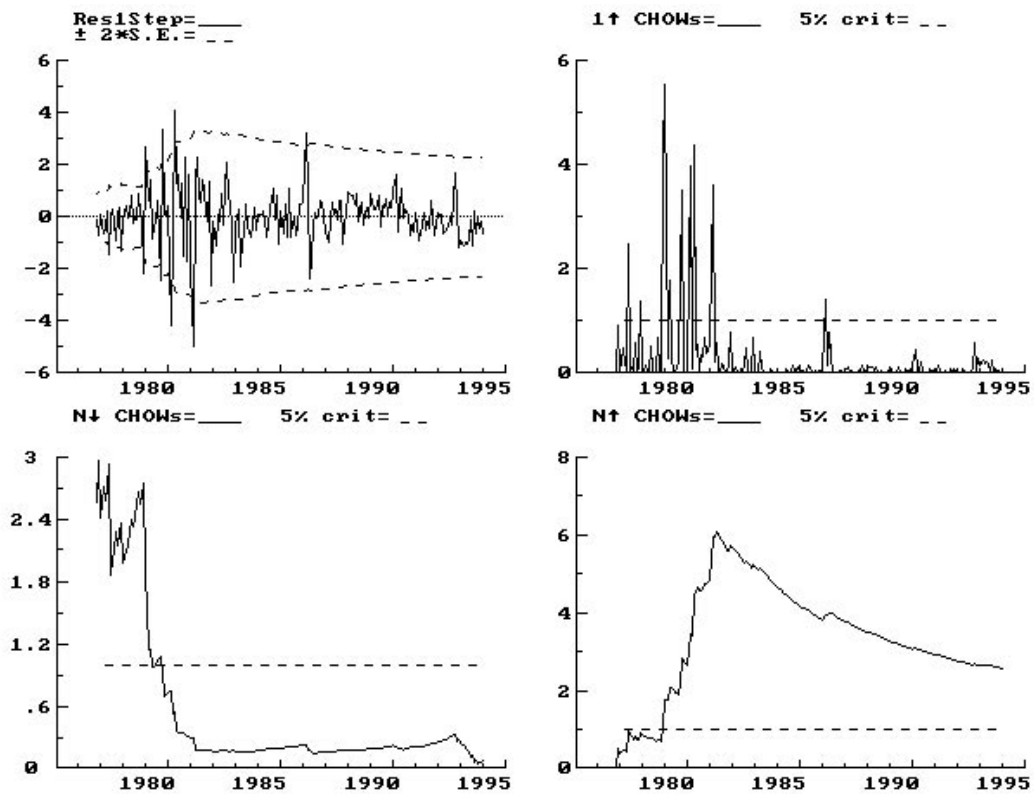 Res1Step=____
± 2*S.E.=_ _
6
4
2
0
-2
-4
-6
1980 1985 1990 1995
1↑ CHOWs=____ 5% crit=_ _
6
4
2
0
1980 1985 1990 1995
N↓ CHOWs=____ 5% crit=_ _
3
2.4
1.8
1.2
.6
0
1980 1985 1990 1995
N↑ CHOWs=____ 5% crit=_ _
8
6
4
2
0
1980 1985 1990 1995